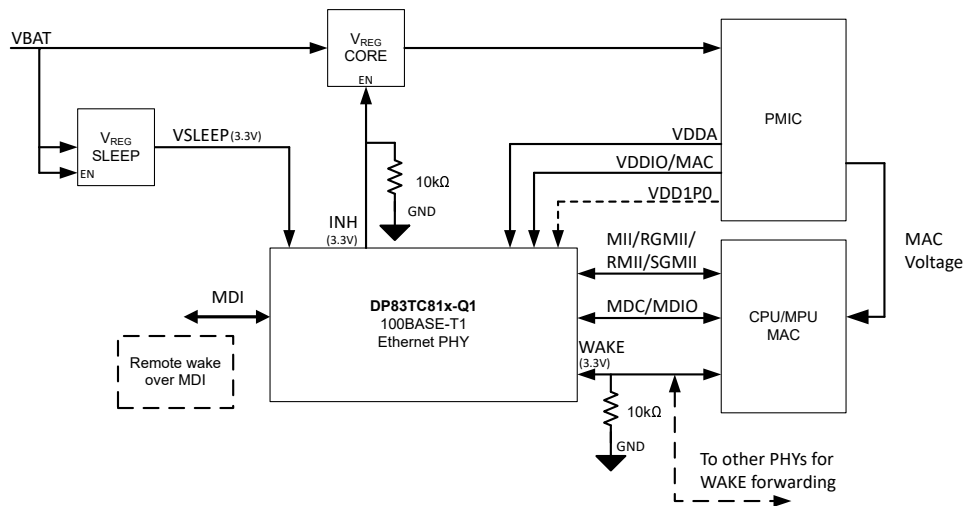 VBAT
VREG
CORE
EN
VREG
SLEEP
EN
VSLEEP(3.3V)
10kΩ
GND
INH
(3.3V)
VDDA
VDDIO/MAC
VDD1P0
PMIC
MAC
Voltage
MII/RGMII/
RMII/SGMII
MDC/MDIO
WAKE
(3.3V)
CPU/MPU
MAC
MDI
DP83TC81x-Q1
100BASE-T1
Ethernet PHY
Remote wake
over MDI
10kΩ
GND
To other PHYs for
WAKE forwarding